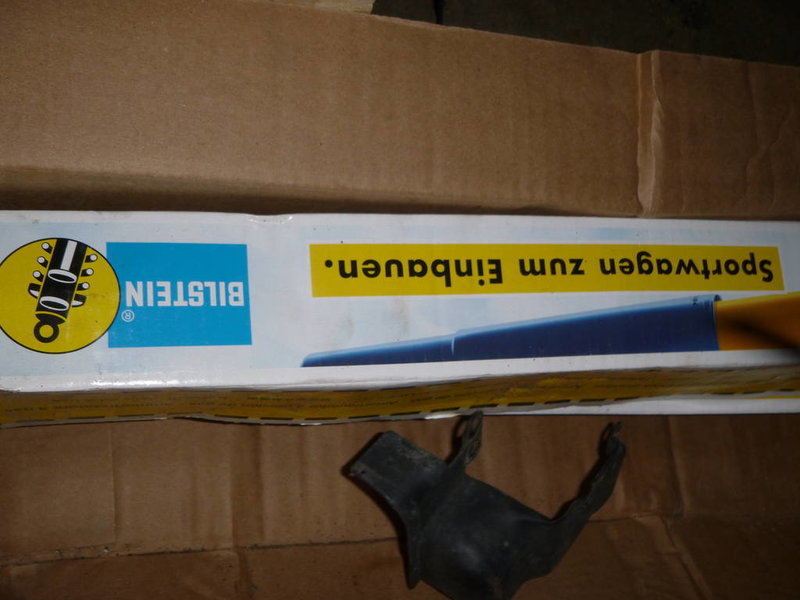 Sportwagen zum Einbauen.
BILSTEIN®